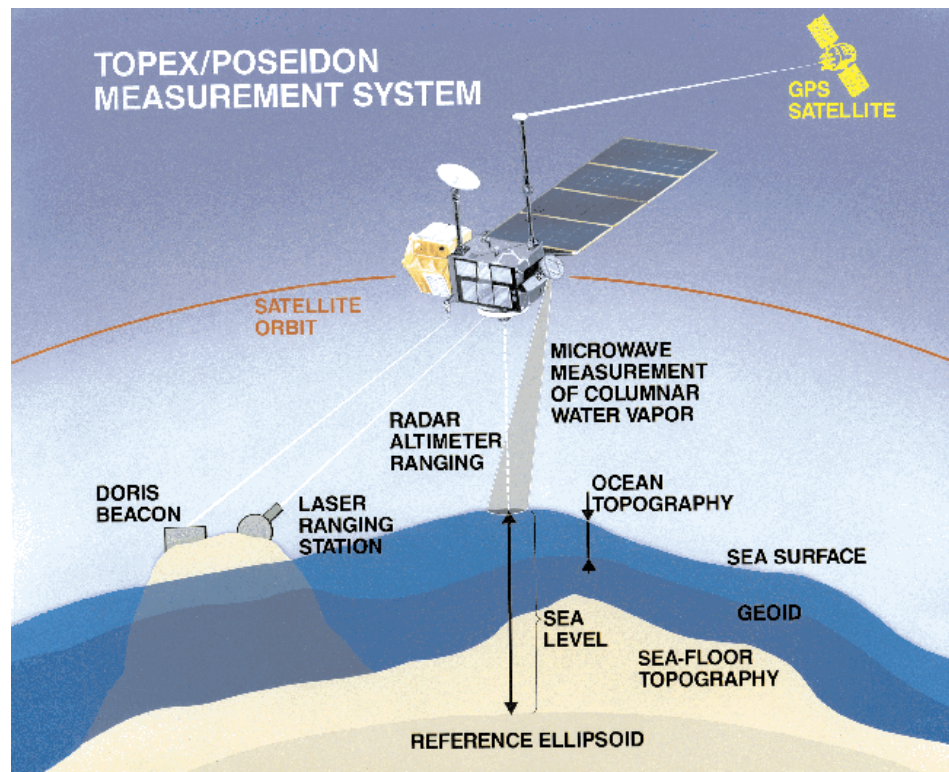 TOPEX/POSEIDON
MEASUREMENT SYSTEM
GPS
SATELLITE
SATELLITE
ORBIT
MICROWAVE
MEASUREMENT
OF COLUMNAR
WATER VAPOR
RADAR
ALTIMETER
RANGING
DORIS
BEACON
LASER
RANGING
STATION
OCEAN
TOPOGRAPHY
SEA SURFACE
GEOID
SEA
LEVEL
SEA-FLOOR
TOPOGRAPHY
REFERENCE ELLIPSOID